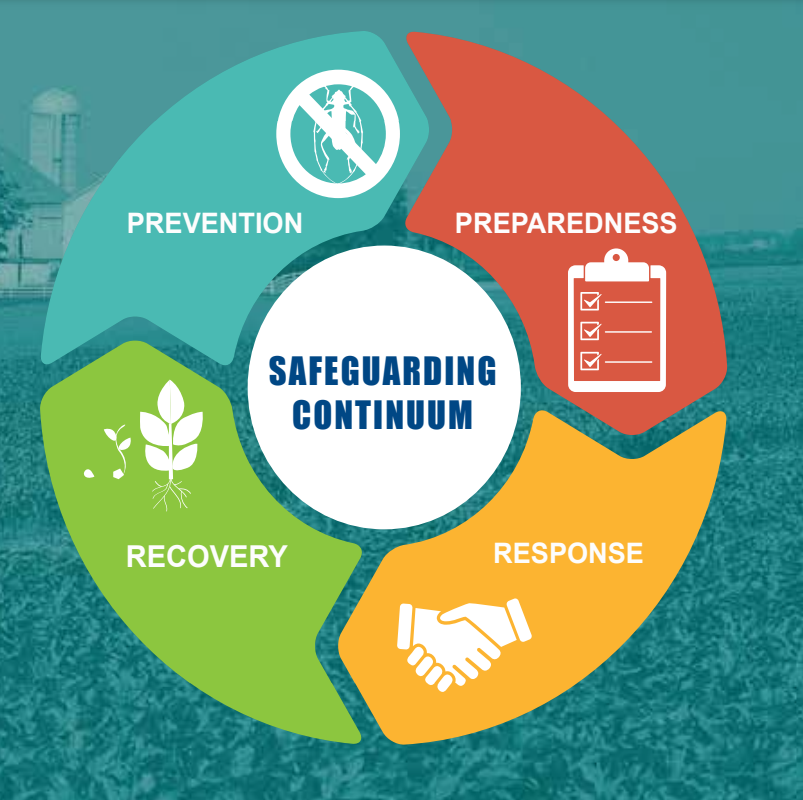 PREVENTION
PREPAREDNESS
SAFEGUARDING
CONTINUUM
RECOVERY
RESPONSE